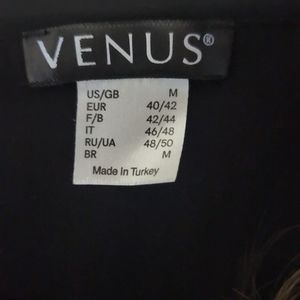 VENUS®
US/GB M
EUR 40/42
F/B 42/44
IT 46/48
RU/UA 48/50
BR M
Made in Turkey